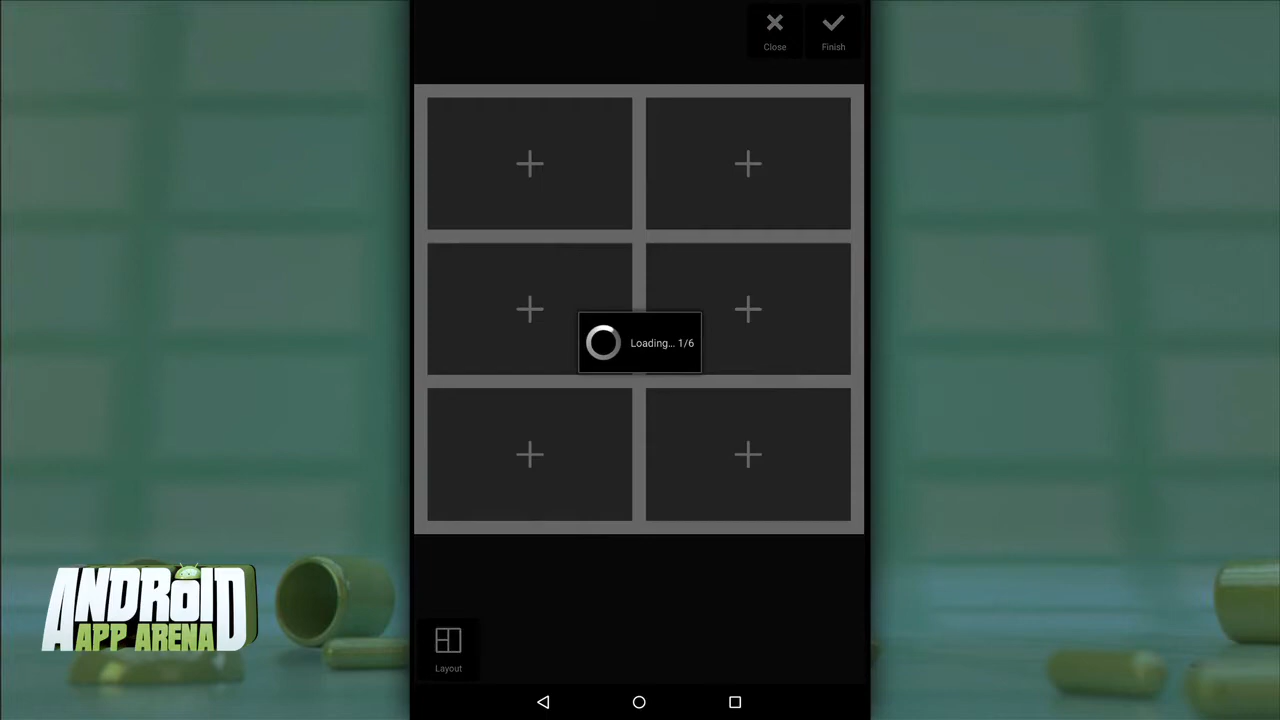 Close
Finish
Loading... 1/6
Layout
ANDROID
APP ARENA